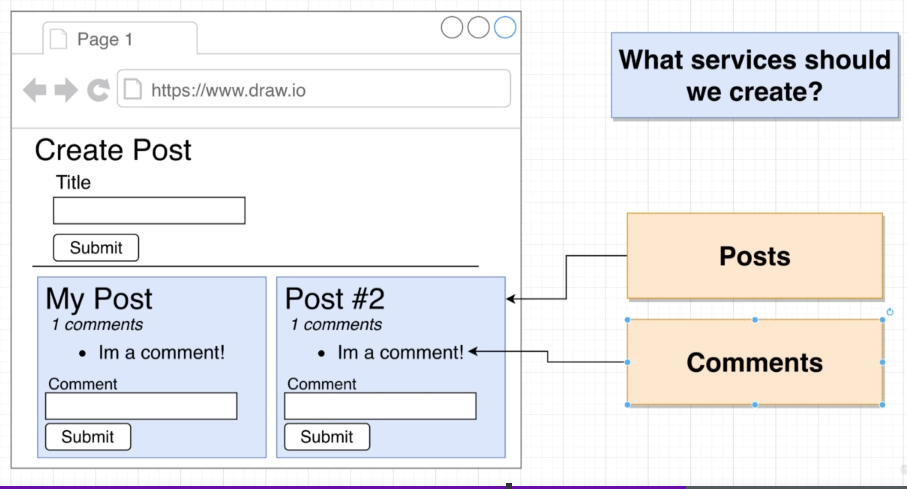 Page 1
https://www.draw.io
What services should
we create?
Create Post
Title
Submit
My Post
1 comments
• Im a comment!
Comment
Submit
Post #2
1 comments
• Im a comment!
Comment
Submit
Posts
Comments